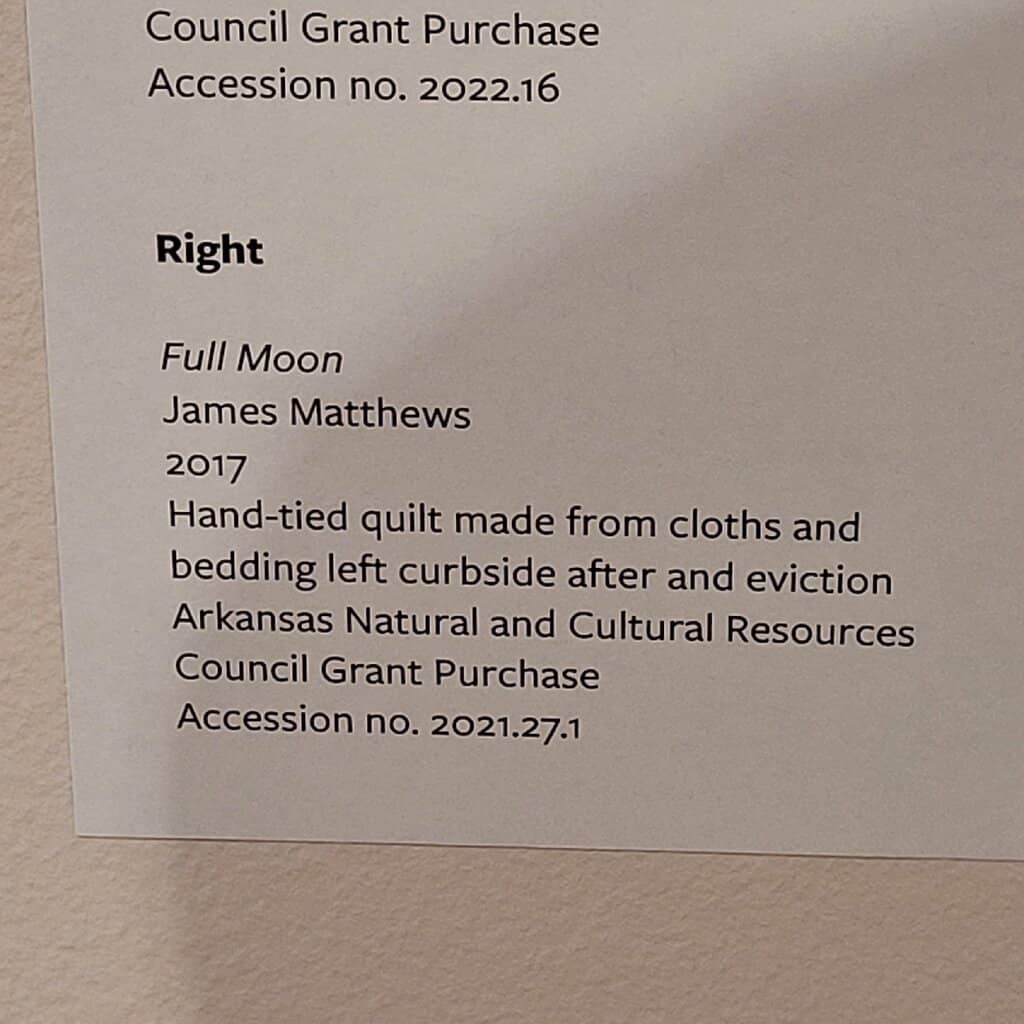 Council Grant Purchase
Accession no. 2022.16
Right
Full Moon
James Matthews
2017
Hand-tied quilt made from cloths and
bedding left curbside after and eviction
Arkansas Natural and Cultural Resources
Council Grant Purchase
Accession no. 2021.27.1